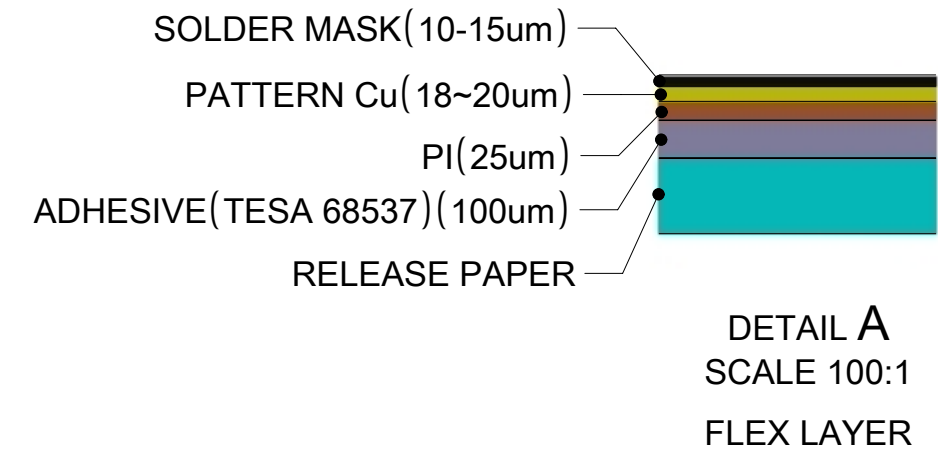 SOLDER MASK(10-15um)
PATTERN Cu(18~20um)
PI(25um)
ADHESIVE(TESA 68537)(100um)
RELEASE PAPER
DETAIL A
SCALE 100:1
FLEX LAYER